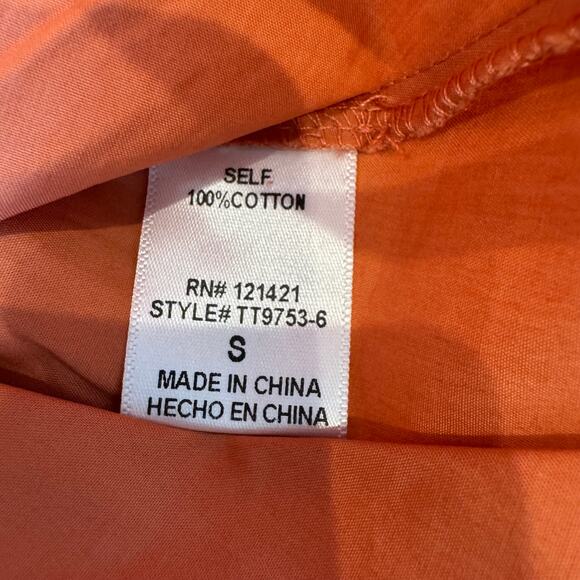 SELF
100%COTTON
RN# 121421
STYLE# TT9753-6
S
MADE IN CHINA
HECHO EN CHINA